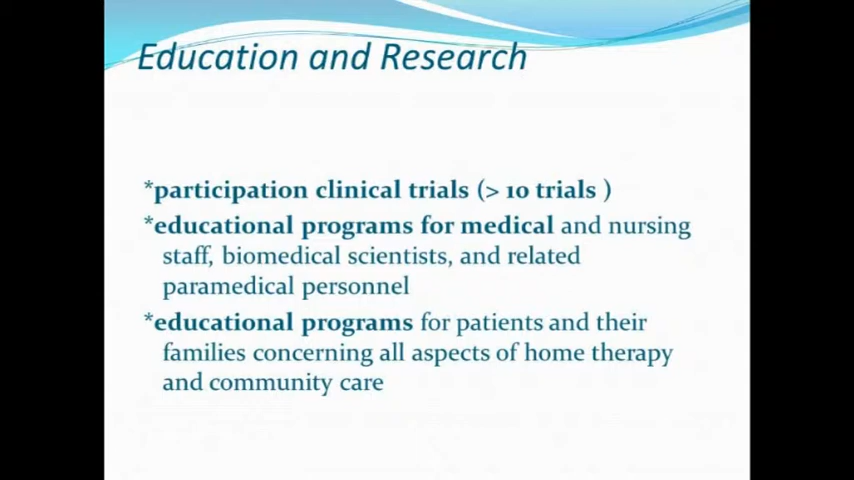 Education and Research
*participation clinical trials (> 10 trials )
*educational programs for medical and nursing
staff, biomedical scientists, and related
paramedical personnel
*educational programs for patients and their
families concerning all aspects of home therapy
and community care